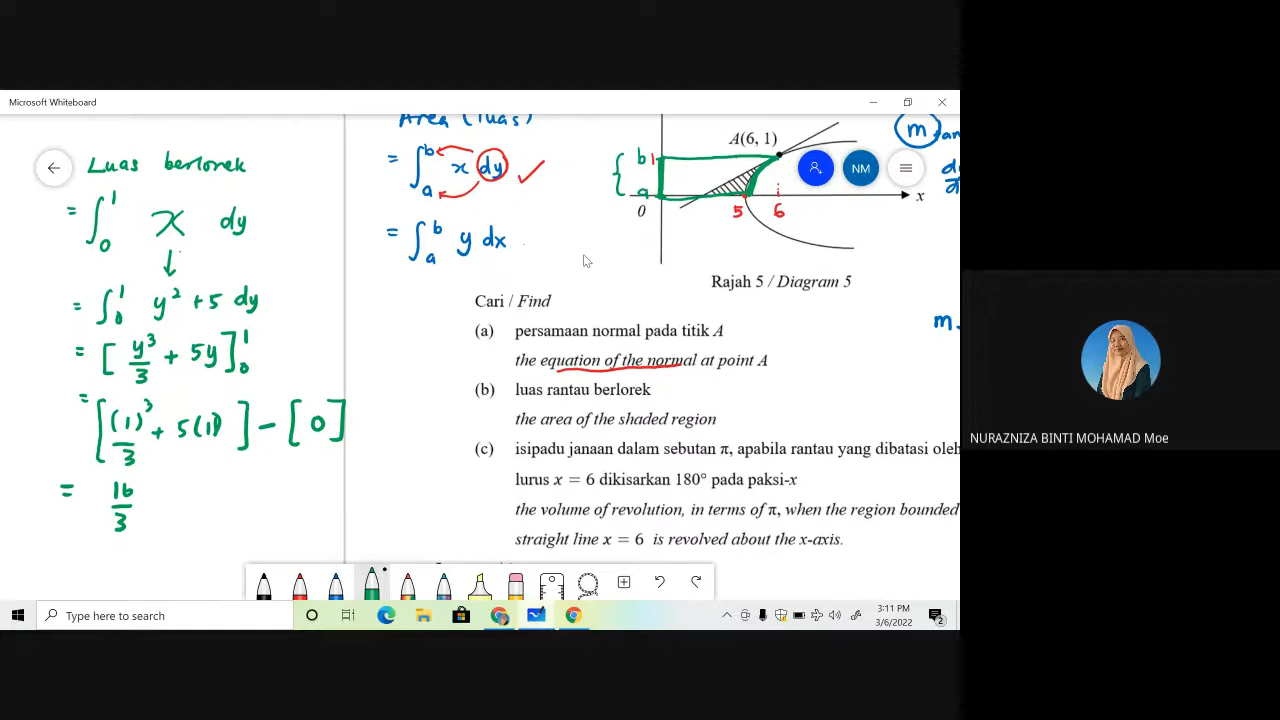 Microsoft Whiteboard
Luas berlorek
= ∫₀¹ x dy
↓
= ∫₀¹ y² + 5 dy
= [ y³/3 + 5y ]₀¹
= [ (1)³/3 + 5(1) ] - [ 0 ]
= 16/3
Area (luas)
= ∫ₐᵇ x dy ✓
= ∫ₐᵇ y dx
A(6, 1)
b 1
a
0
5
6
x
m
NM
Rajah 5 / Diagram 5
Cari / Find
(a) persamaan normal pada titik A
the equation of the normal at point A
(b) luas rantau berlorek
the area of the shaded region
(c) isipadu janaan dalam sebutan π, apabila rantau yang dibatasi oleh
lurus x = 6 dikisarkan 180° pada paksi-x
the volume of revolution, in terms of π, when the region bounded
straight line x = 6 is revolved about the x-axis.
m
NURAZNIZA BINTI MOHAMAD Moe
Type here to search
3:11 PM
3/6/2022
2